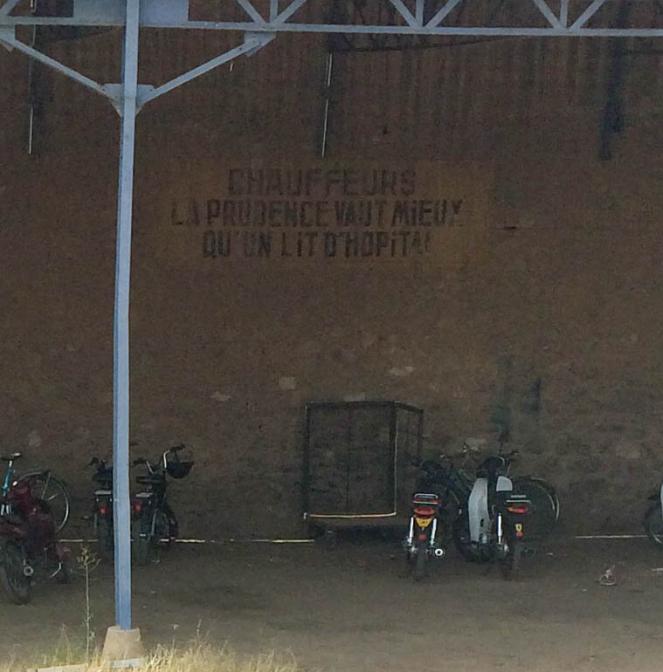 CHAUFFEURS
LA PRUDENCE VAUT MiEUX
QU'UN LiT D'HOPiTAL